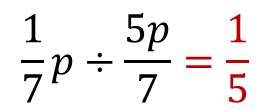 1/7 p ÷ 5p/7 = 1/5